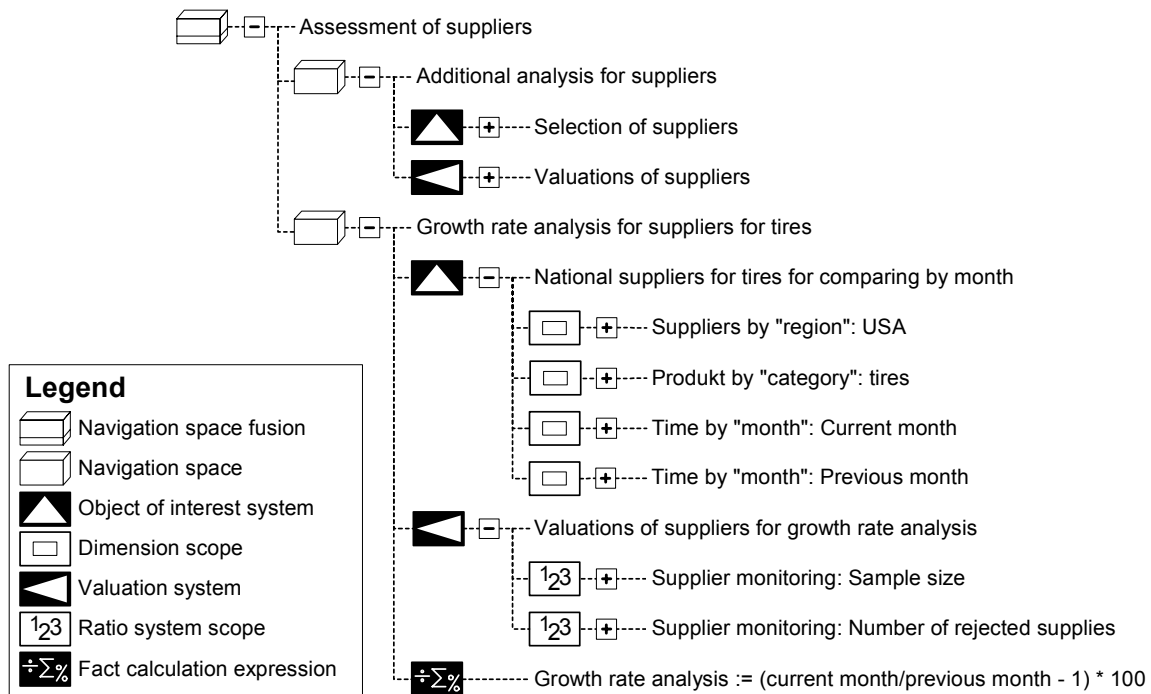 Assessment of suppliers
Additional analysis for suppliers
Selection of suppliers
Valuations of suppliers
Growth rate analysis for suppliers for tires
National suppliers for tires for comparing by month
Suppliers by "region": USA
Produkt by "category": tires
Time by "month": Current month
Time by "month": Previous month
Valuations of suppliers for growth rate analysis
123 Supplier monitoring: Sample size
123 Supplier monitoring: Number of rejected supplies
÷∑% Growth rate analysis := (current month/previous month - 1) * 100
Legend
Navigation space fusion
Navigation space
Object of interest system
Dimension scope
Valuation system
123 Ratio system scope
÷∑% Fact calculation expression